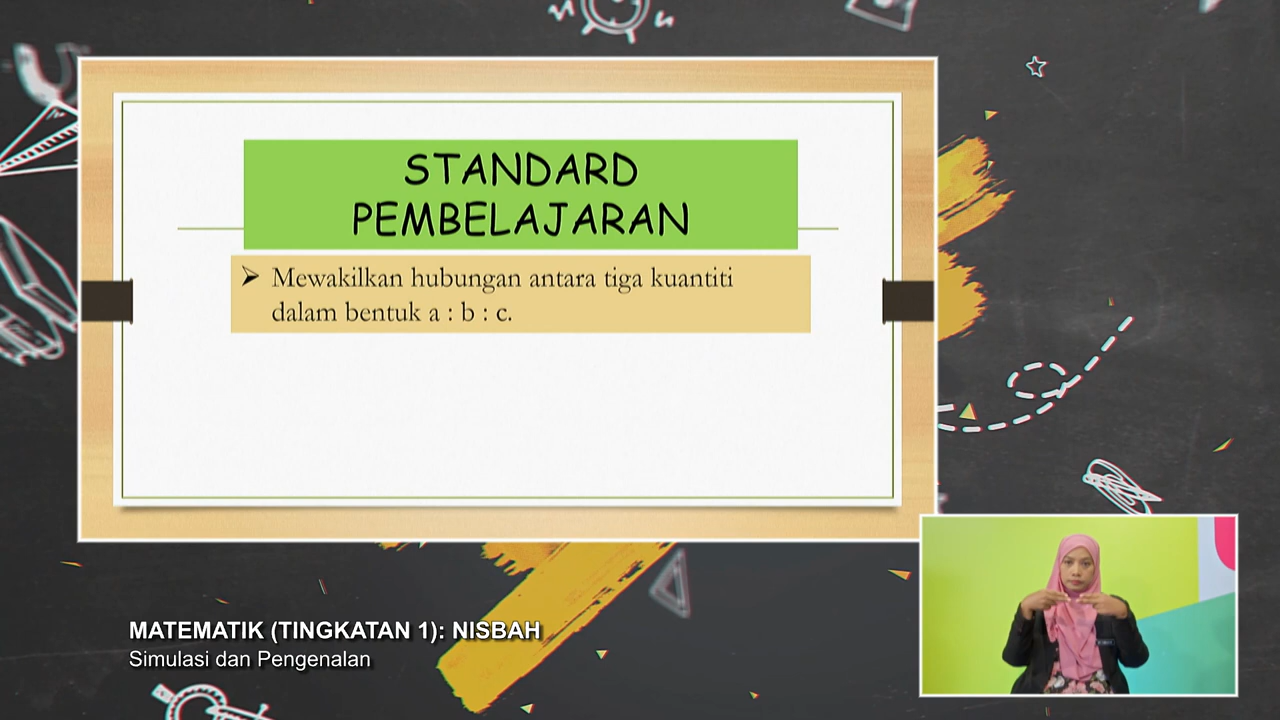 STANDARD
PEMBELAJARAN
➢ Mewakilkan hubungan antara tiga kuantiti
dalam bentuk a : b : c.
MATEMATIK (TINGKATAN 1): NISBAH
Simulasi dan Pengenalan